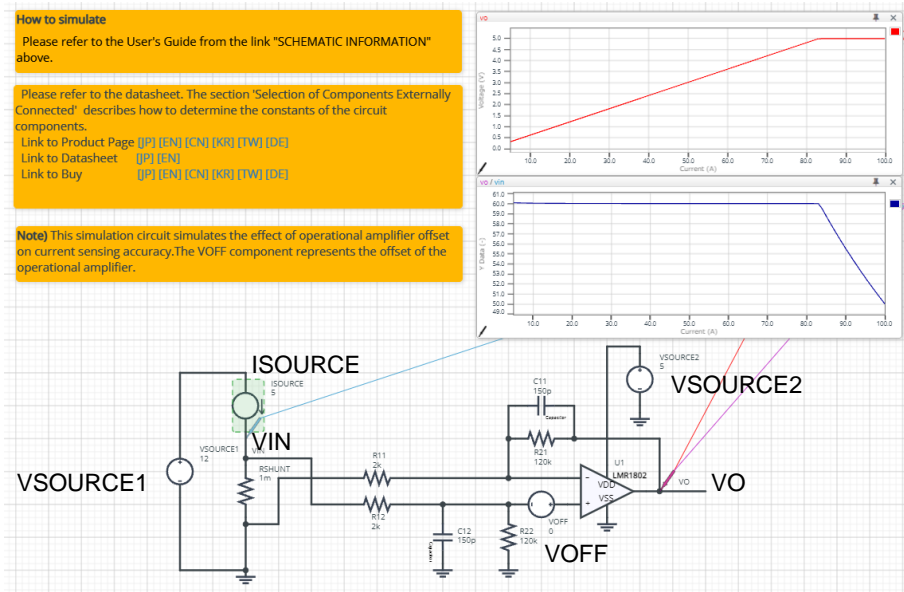 How to simulate
Please refer to the User's Guide from the link "SCHEMATIC INFORMATION"
above.
Please refer to the datasheet. The section 'Selection of Components Externally
Connected' describes how to determine the constants of the circuit
components.
Link to Product Page [JP] [EN] [CN] [KR] [TW] [DE]
Link to Datasheet [JP] [EN]
Link to Buy [JP] [EN] [CN] [KR] [TW] [DE]
Note) This simulation circuit simulates the effect of operational amplifier offset
on current sensing accuracy.The VOFF component represents the offset of the
operational amplifier.
vo
Voltage (V)
5.0
4.5
4.0
3.5
3.0
2.5
2.0
1.5
1.0
0.5
0.0
10.0 20.0 30.0 40.0 50.0 60.0 70.0 80.0 90.0 100.0
Current (A)
vo / vin
Y Data (-)
61.0
60.0
59.0
58.0
57.0
56.0
55.0
54.0
53.0
52.0
51.0
50.0
49.0
10.0 20.0 30.0 40.0 50.0 60.0 70.0 80.0 90.0 100.0
Current (A)
ISOURCE
ISOURCE
5
VIN
VIN
VSOURCE1
VSOURCE1
12
RSHUNT
1m
R11
2k
R12
2k
C11
150p
Capacitor
R21
120k
C12
150p
Capacitor
R22
120k
VOFF
0
VOFF
U1
LMR1802
VDD
VSS
-
+
VSOURCE2
5
VSOURCE2
VO
VO